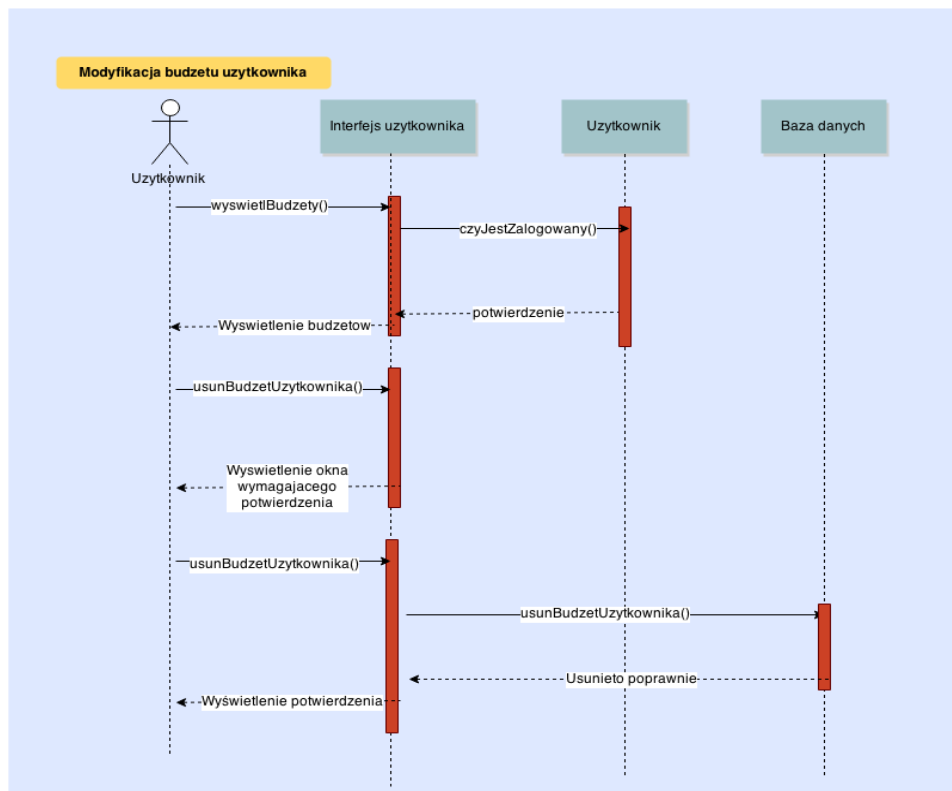 Modyfikacja budzetu uzytkownika
Interfejs uzytkownika
Uzytkownik
Baza danych
Uzytkownik
wyswietlBudzety()
czyJestZalogowany()
potwierdzenie
Wyswietlenie budzetow
usunBudzetUzytkownika()
Wyswietlenie okna
wymagajacego
potwierdzenia
usunBudzetUzytkownika()
usunBudzetUzytkownika()
Usunieto poprawnie
Wyświetlenie potwierdzenia